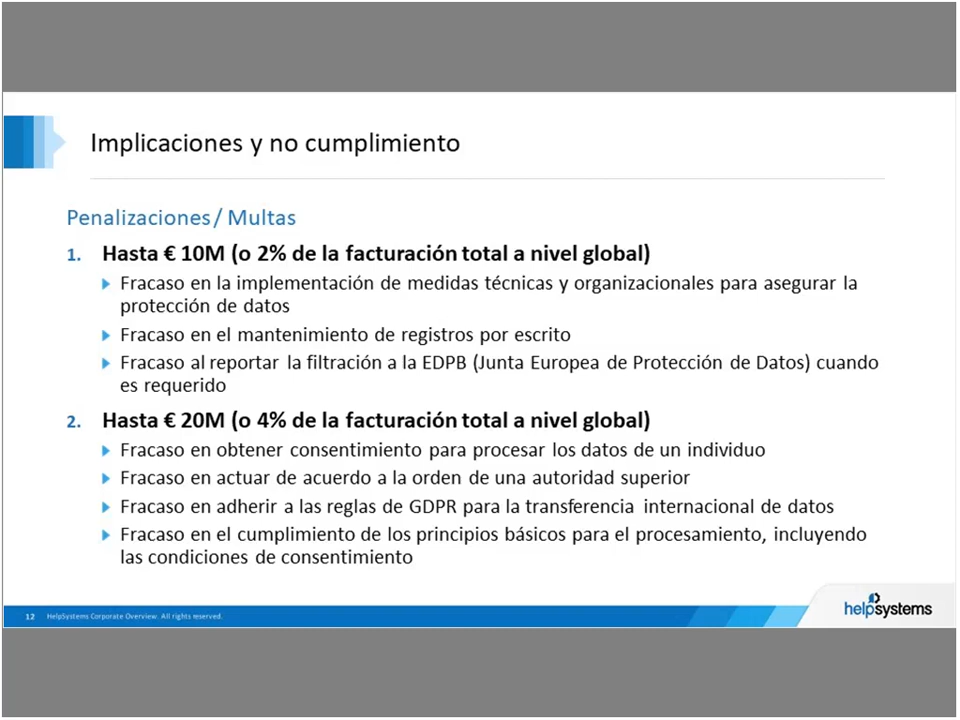 Implicaciones y no cumplimiento
Penalizaciones / Multas
1. Hasta € 10M (o 2% de la facturación total a nivel global)
Fracaso en la implementación de medidas técnicas y organizacionales para asegurar la
protección de datos
Fracaso en el mantenimiento de registros por escrito
Fracaso al reportar la filtración a la EDPB (Junta Europea de Protección de Datos) cuando
es requerido
2. Hasta € 20M (o 4% de la facturación total a nivel global)
Fracaso en obtener consentimiento para procesar los datos de un individuo
Fracaso en actuar de acuerdo a la orden de una autoridad superior
Fracaso en adherir a las reglas de GDPR para la transferencia internacional de datos
Fracaso en el cumplimiento de los principios básicos para el procesamiento, incluyendo
las condiciones de consentimiento
12 HelpSystems Corporate Overview. All rights reserved.
helpsystems